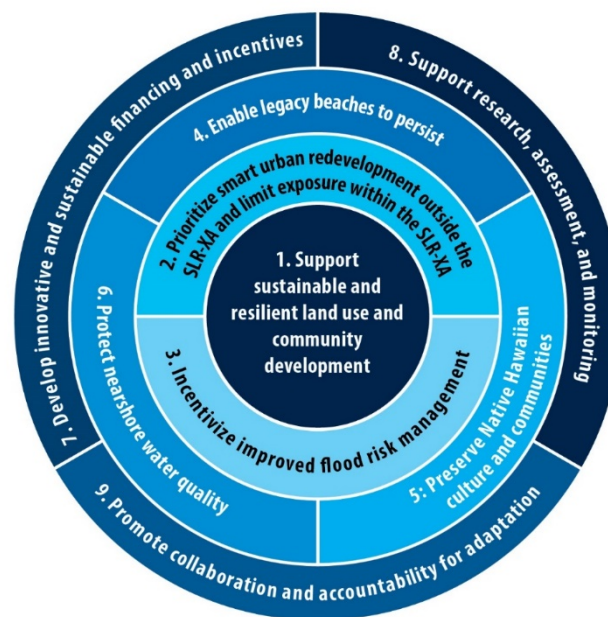 1. Support
sustainable and
resilient land use and
community
development
2. Prioritize smart urban redevelopment outside the
SLR-XA and limit exposure within the SLR-XA
3. Incentivize improved flood risk management
4. Enable legacy beaches to persist
5: Preserve Native Hawaiian
culture and communities
6. Protect nearshore water quality
7. Develop innovative and sustainable financing and incentives
8. Support research, assessment, and monitoring
9. Promote collaboration and accountability for adaptation